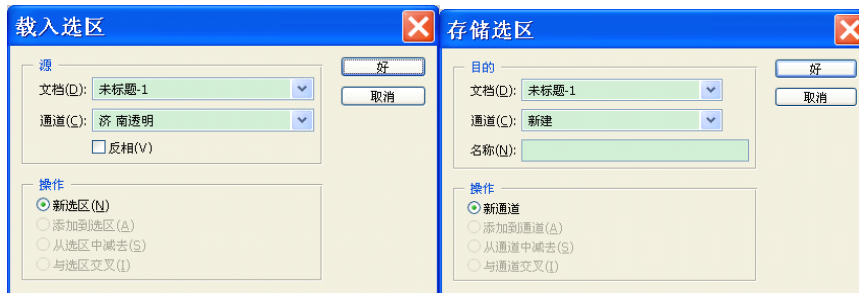 载入选区
源
文档(D): 未标题-1
通道(C): 济 南透明
反相(V)
好
取消
操作
新选区(N)
添加到选区(A)
从选区中减去(S)
与选区交叉(I)
存储选区
目的
文档(D): 未标题-1
通道(C): 新建
名称(N):
好
取消
操作
新通道
添加到通道(A)
从通道中减去(S)
与通道交叉(I)